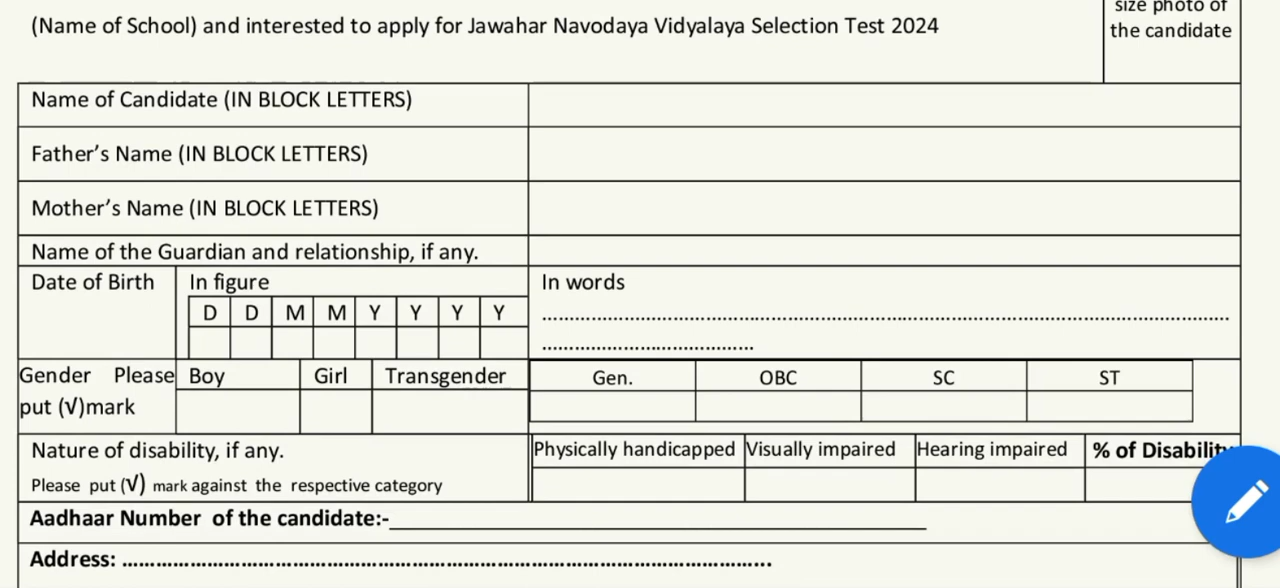 size photo of
the candidate
(Name of School) and interested to apply for Jawahar Navodaya Vidyalaya Selection Test 2024
Name of Candidate (IN BLOCK LETTERS)
Father’s Name (IN BLOCK LETTERS)
Mother’s Name (IN BLOCK LETTERS)
Name of the Guardian and relationship, if any.
Date of Birth
In figure
D D M M Y Y Y Y
In words
........................................................................................................................
.....................................
Gender Please
put (√)mark
Boy Girl Transgender
Gen. OBC SC ST
Nature of disability, if any.
Please put (√) mark against the respective category
Physically handicapped Visually impaired Hearing impaired % of Disability
Aadhaar Number of the candidate:-____________________
Address: ................................................................................